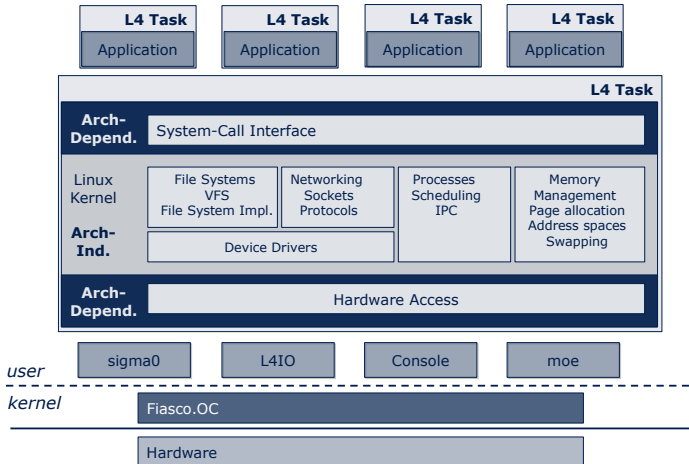 L4 Task
L4 Task
L4 Task
L4 Task
Application
Application
Application
Application
L4 Task
Arch-
Depend.
System-Call Interface
Linux
Kernel
Arch-
Ind.
File Systems
VFS
File System Impl.
Networking
Sockets
Protocols
Device Drivers
Processes
Scheduling
IPC
Memory
Management
Page allocation
Address spaces
Swapping
Arch-
Depend.
Hardware Access
sigma0
L4IO
Console
moe
user
kernel
Fiasco.OC
Hardware